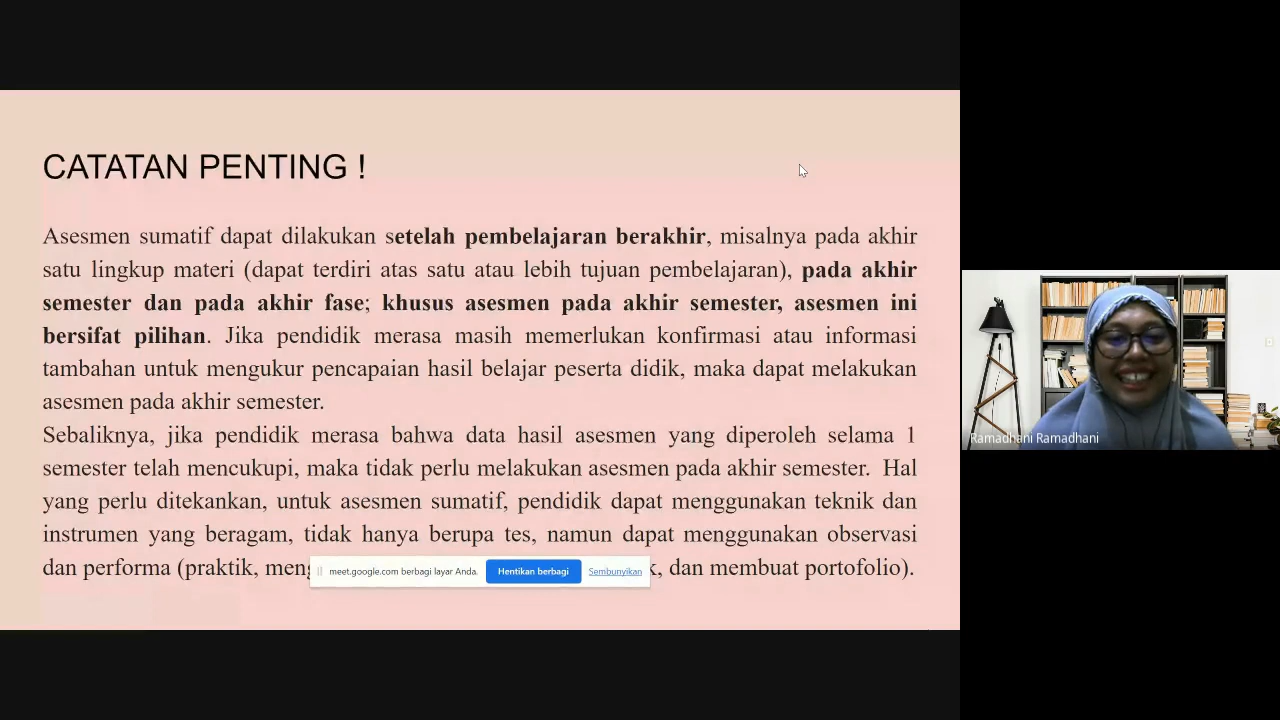 CATATAN PENTING !
Asesmen sumatif dapat dilakukan setelah pembelajaran berakhir, misalnya pada akhir
satu lingkup materi (dapat terdiri atas satu atau lebih tujuan pembelajaran), pada akhir
semester dan pada akhir fase; khusus asesmen pada akhir semester, asesmen ini
bersifat pilihan. Jika pendidik merasa masih memerlukan konfirmasi atau informasi
tambahan untuk mengukur pencapaian hasil belajar peserta didik, maka dapat melakukan
asesmen pada akhir semester.
Sebaliknya, jika pendidik merasa bahwa data hasil asesmen yang diperoleh selama 1
semester telah mencukupi, maka tidak perlu melakukan asesmen pada akhir semester. Hal
yang perlu ditekankan, untuk asesmen sumatif, pendidik dapat menggunakan teknik dan
instrumen yang beragam, tidak hanya berupa tes, namun dapat menggunakan observasi
dan performa (praktik, dan membuat portofolio).
meet.google.com berbagi layar Anda. Hentikan berbagi Sembunyikan
Ramadhani Ramadhani